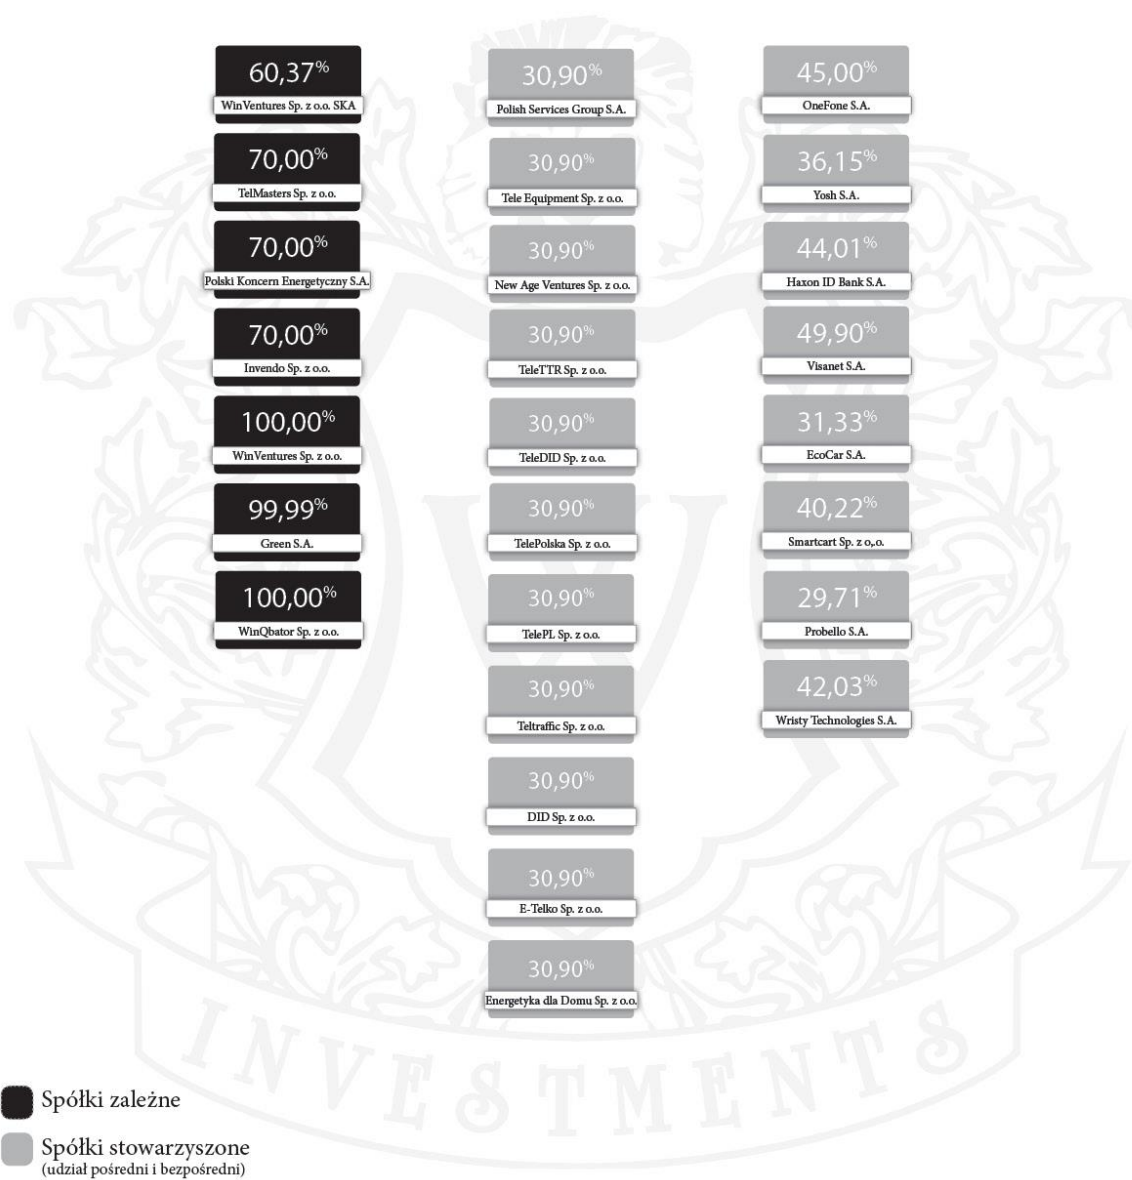 60,37%
WinVentures Sp. z o.o. SKA
70,00%
TelMasters Sp. z o.o.
70,00%
Polski Koncern Energetyczny S.A.
70,00%
Invendo Sp. z o.o.
100,00%
WinVentures Sp. z o.o.
99,99%
Green S.A.
100,00%
WinQbator Sp. z o.o.
30,90%
Polish Services Group S.A.
30,90%
Tele Equipment Sp. z o.o.
30,90%
New Age Ventures Sp. z o.o.
30,90%
TeleTTR Sp. z o.o.
30,90%
TeleDID Sp. z o.o.
30,90%
TelePolska Sp. z o.o.
30,90%
TelePL Sp. z o.o.
30,90%
Teltraffic Sp. z o.o.
30,90%
DID Sp. z o.o.
30,90%
E-Telko Sp. z o.o.
30,90%
Energetyka dla Domu Sp. z o.o.
45,00%
OneFone S.A.
36,15%
Yosh S.A.
44,01%
Haxon ID Bank S.A.
49,90%
Visanet S.A.
31,33%
EcoCar S.A.
40,22%
Smartcart Sp. z o,.o.
29,71%
Probello S.A.
42,03%
Wristy Technologies S.A.
W
INVESTMENTS
Spółki zależne
Spółki stowarzyszone
(udział pośredni i bezpośredni)